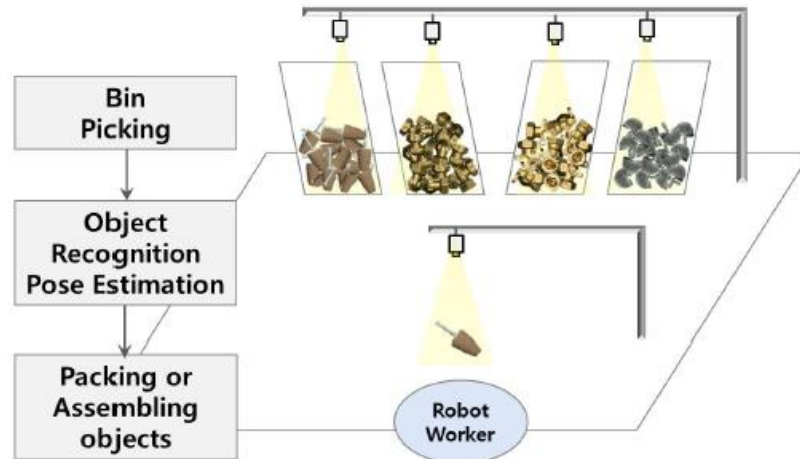 Bin
Picking
Object
Recognition
Pose Estimation
Packing or
Assembling
objects
Robot
Worker